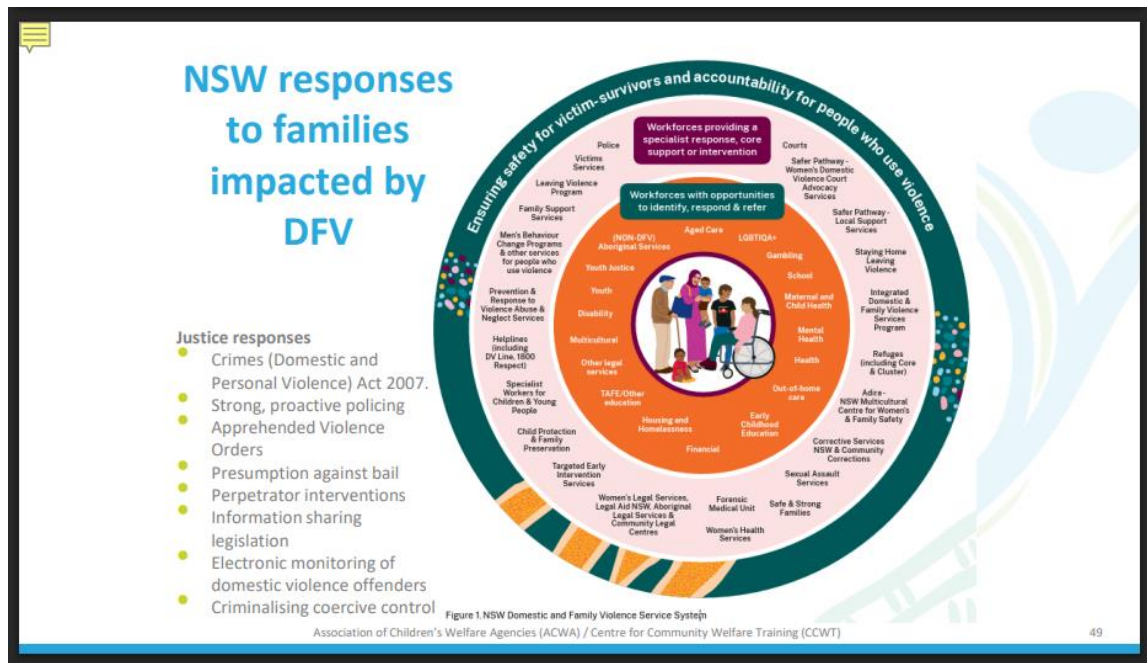 NSW responses
to families
impacted by
DFV
Justice responses
Crimes (Domestic and
Personal Violence) Act 2007.
Strong, proactive policing
Apprehended Violence
Orders
Presumption against bail
Perpetrator interventions
Information sharing
legislation
Electronic monitoring of
domestic violence offenders
Criminalising coercive control
Ensuring safety for victim-survivors and accountability for people who use violence
Workforces providing a
specialist response, core
support or intervention
Courts
Safer Pathway -
Women's Domestic
Violence Court
Advocacy
Services
Safer Pathway -
Local Support
Services
Staying Home
Leaving
Violence
Integrated
Domestic &
Family Violence
Services
Program
Refuges
(including Core
& Cluster)
Adira -
NSW Multicultural
Centre for Women's
& Family Safety
Corrective Services
NSW & Community
Corrections
Sexual Assault
Services
Safe & Strong
Families
Forensic
Medical Unit
Women's Health
Services
Women's Legal Services,
Legal Aid NSW, Aboriginal
Legal Services &
Community Legal
Centres
Targeted Early
Intervention
Services
Child Protection
& Family
Preservation
Specialist
Workers for
Children & Young
People
Helplines
(including
DV Line, 1800
Respect)
Prevention &
Response to
Violence Abuse &
Neglect Services
Men's Behaviour
Change Programs
& other services
for people who
use violence
Family Support
Services
Leaving Violence
Program
Victims
Services
Police
Workforces with opportunities
to identify, respond & refer
Aged Care
LGBTIQA+
Gambling
School
Maternal and
Child Health
Mental
Health
Health
Out-of-home
care
Early
Childhood
Education
Financial
Housing and
Homelessness
TAFE/Other
education
Other legal
services
Multicultural
Disability
Youth
Youth Justice
(NON-DFV)
Aboriginal Services
Figure 1. NSW Domestic and Family Violence Service System
Association of Children's Welfare Agencies (ACWA) / Centre for Community Welfare Training (CCWT)
49